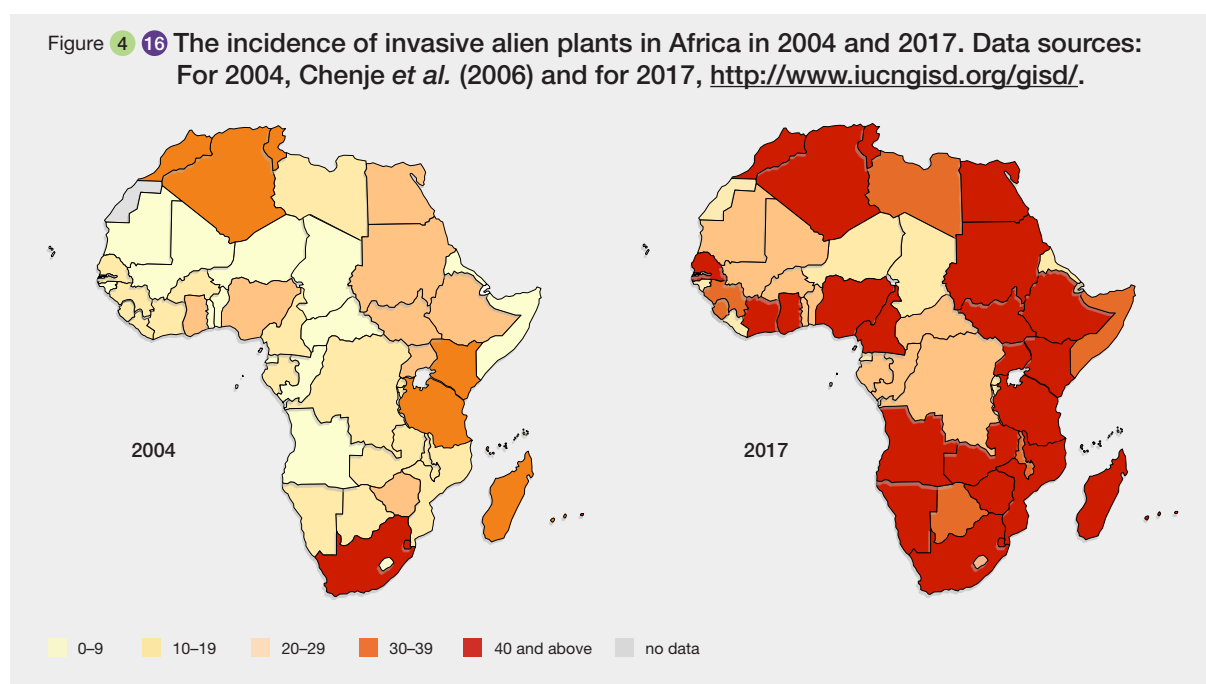 Figure 4 16 The incidence of invasive alien plants in Africa in 2004 and 2017. Data sources:
For 2004, Chenje et al. (2006) and for 2017, http://www.iucngisd.org/gisd/.
2004
2017
0–9
10–19
20–29
30–39
40 and above
no data